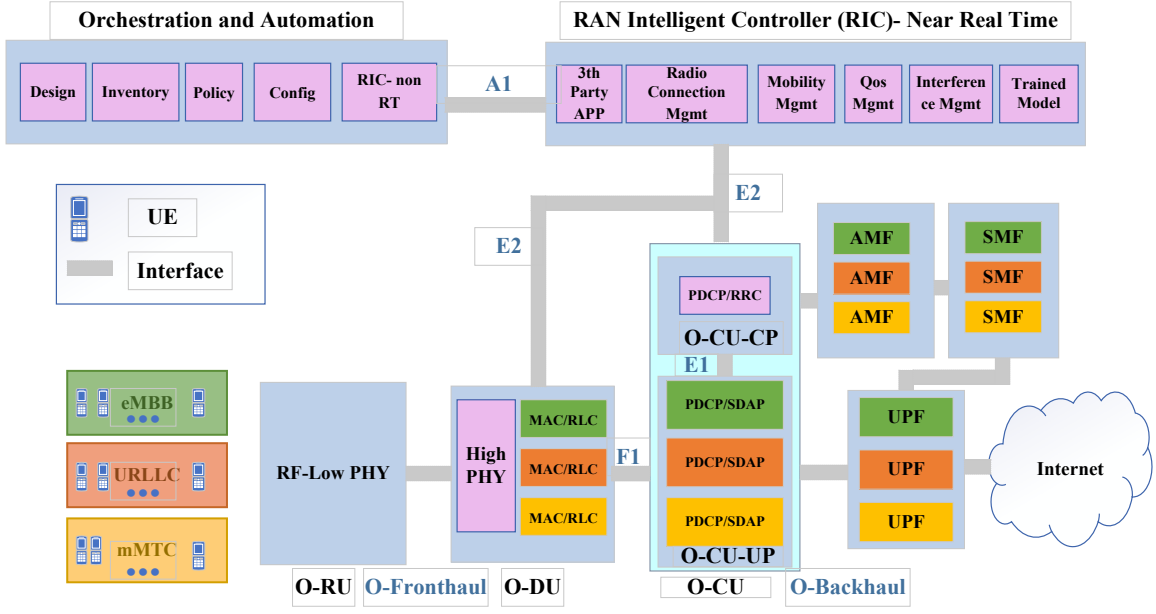 Orchestration and Automation
RAN Intelligent Controller (RIC)- Near Real Time
Design
Inventory
Policy
Config
RIC- non
RT
A1
3th
Party
APP
Radio
Connection
Mgmt
Mobility
Mgmt
Qos
Mgmt
Interferen
ce Mgmt
Trained
Model
UE
Interface
E2
E2
AMF
AMF
AMF
SMF
SMF
SMF
PDCP/RRC
O-CU-CP
E1
eMBB
URLLC
mMTC
RF-Low PHY
High
PHY
MAC/RLC
MAC/RLC
MAC/RLC
F1
PDCP/SDAP
PDCP/SDAP
PDCP/SDAP
O-CU-UP
UPF
UPF
UPF
Internet
O-RU
O-Fronthaul
O-DU
O-CU
O-Backhaul